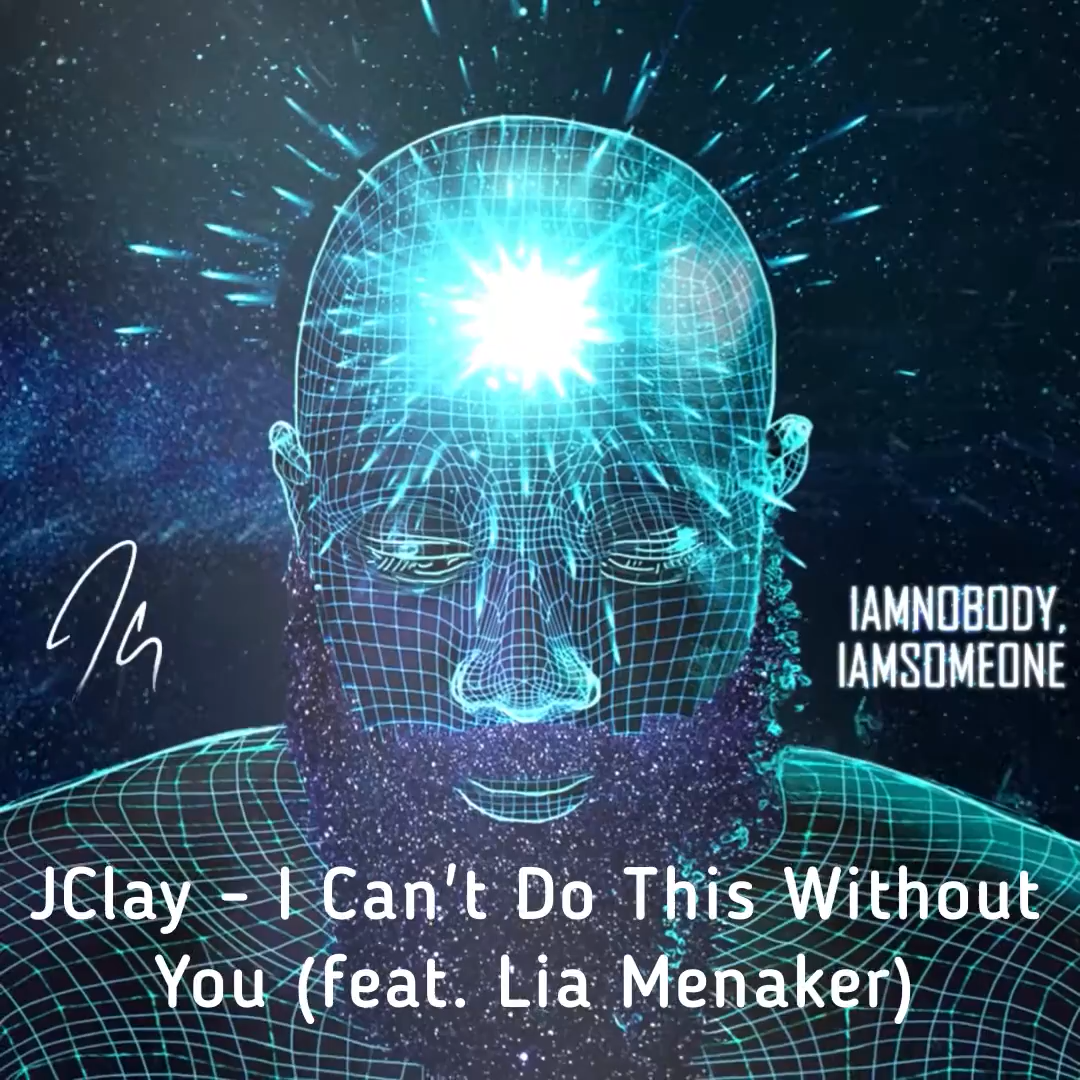 IAMNOBODY,
IAMSOMEONE
JClay - I Can't Do This Without
You (feat. Lia Menaker)